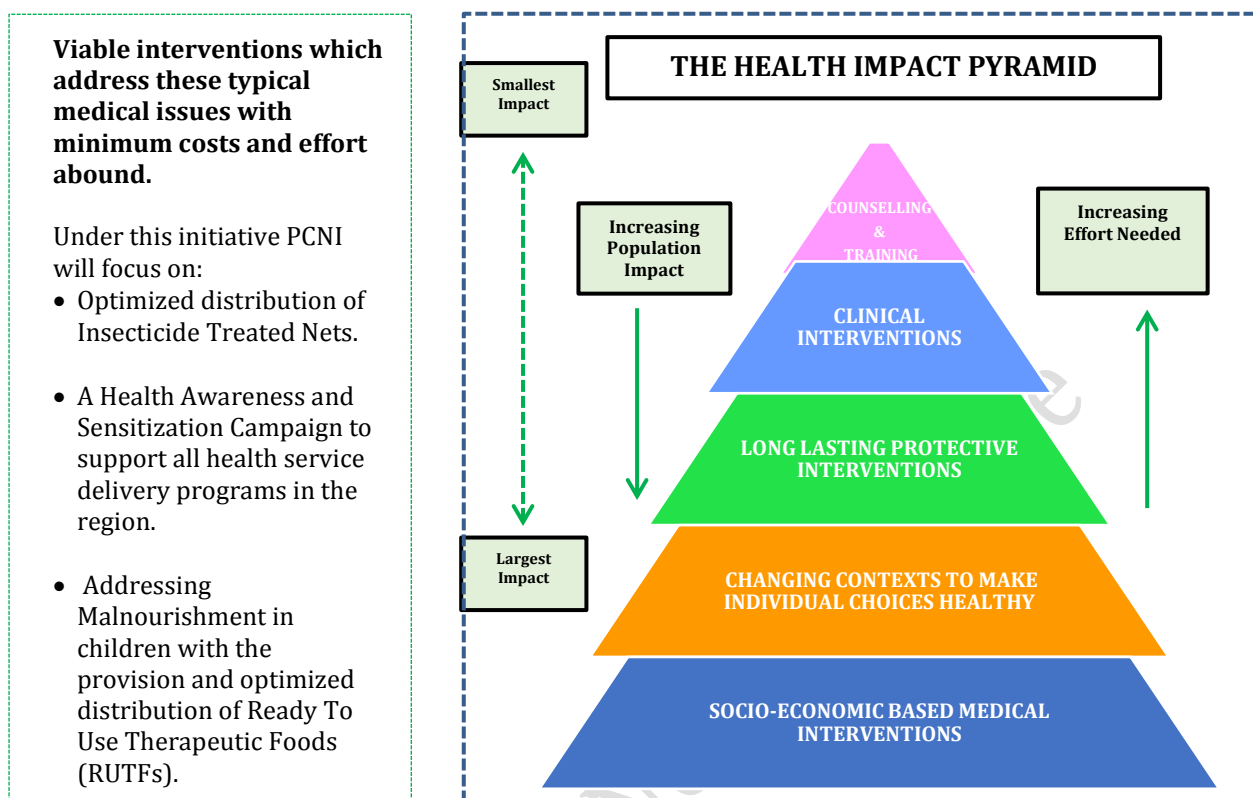 Viable interventions which
address these typical
medical issues with
minimum costs and effort
abound.
Under this initiative PCNI
will focus on:
• Optimized distribution of
Insecticide Treated Nets.
• A Health Awareness and
Sensitization Campaign to
support all health service
delivery programs in the
region.
• Addressing
Malnourishment in
children with the
provision and optimized
distribution of Ready To
Use Therapeutic Foods
(RUTFs).
THE HEALTH IMPACT PYRAMID
Smallest
Impact
Increasing
Population
Impact
Largest
Impact
Increasing
Effort Needed
COUNSELLING
&
TRAINING
CLINICAL
INTERVENTIONS
LONG LASTING PROTECTIVE
INTERVENTIONS
CHANGING CONTEXTS TO MAKE
INDIVIDUAL CHOICES HEALTHY
SOCIO-ECONOMIC BASED MEDICAL
INTERVENTIONS